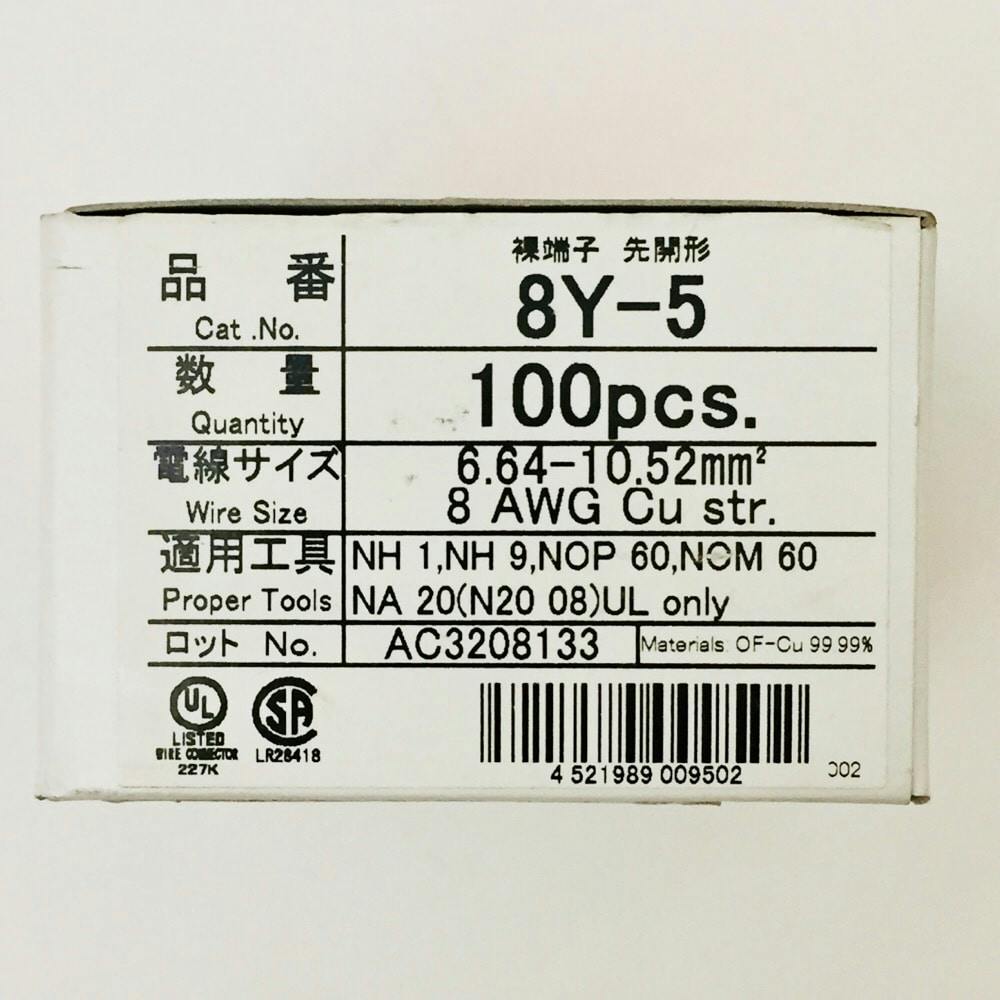 裸端子 先開形
品 番 8Y-5
Cat .No.
数 量 100pcs.
Quantity
電線サイズ 6.64-10.52mm²
Wire Size 8 AWG Cu str.
適用工具 NH 1,NH 9,NOP 60,NOM 60
Proper Tools NA 20(N20 08)UL only
ロット No. AC3208133 Materials: OF-Cu 99.99%
UL SA
LISTED
WIRE CONNECTOR LR28418
227K
4 521989 009502 002